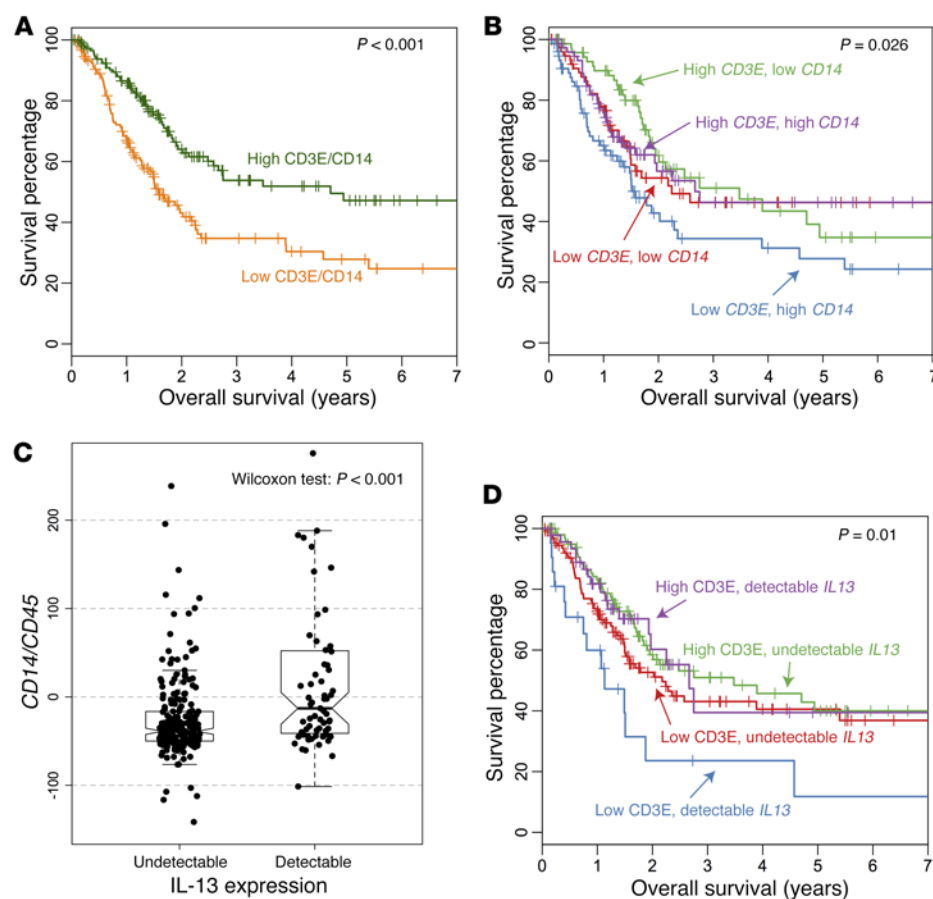 A
P < 0.001
100
80
60
40
20
0
Survival percentage
High CD3E/CD14
Low CD3E/CD14
0 1 2 3 4 5 6 7
Overall survival (years)
B
P = 0.026
100
80
60
40
20
0
Survival percentage
High CD3E, low CD14
High CD3E, high CD14
Low CD3E, low CD14
Low CD3E, high CD14
0 1 2 3 4 5 6 7
Overall survival (years)
C
Wilcoxon test: P < 0.001
200
100
0
-100
CD14/CD45
Undetectable Detectable
IL-13 expression
D
P = 0.01
100
80
60
40
20
0
Survival percentage
High CD3E, detectable IL13
High CD3E, undetectable IL13
Low CD3E, undetectable IL13
Low CD3E, detectable IL13
0 1 2 3 4 5 6 7
Overall survival (years)